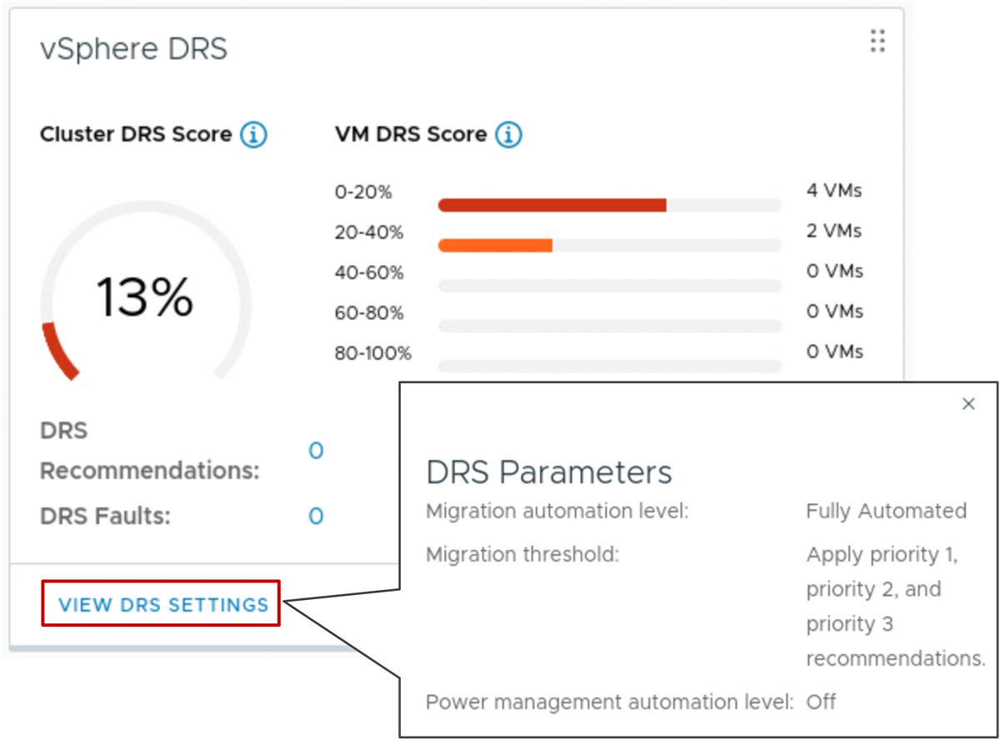 vSphere DRS
Cluster DRS Score
VM DRS Score
13%
0-20% 4 VMs
20-40% 2 VMs
40-60% 0 VMs
60-80% 0 VMs
80-100% 0 VMs
DRS
Recommendations: 0
DRS Faults: 0
VIEW DRS SETTINGS
DRS Parameters
Migration automation level: Fully Automated
Migration threshold: Apply priority 1,
priority 2, and
priority 3
recommendations.
Power management automation level: Off